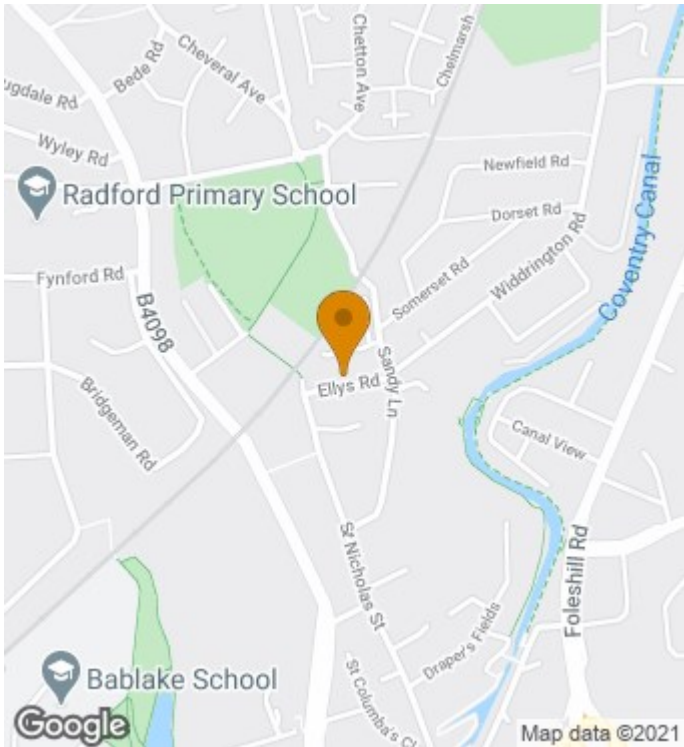 Cheveral Ave
Chetton Ave
Chelmarsh
Bede Rd
ugdale Rd
Wyley Rd
Radford Primary School
Newfield Rd
Dorset Rd
Widdrington Rd
Coventry Canal
Fynford Rd
B4098
Somerset Rd
Sandy Ln
Ellys Rd
Bridgeman Rd
Canal View
Foleshill Rd
St Nicholas St
Draper's Fields
St Columba's Cl
Bablake School
Google
Map data ©2021